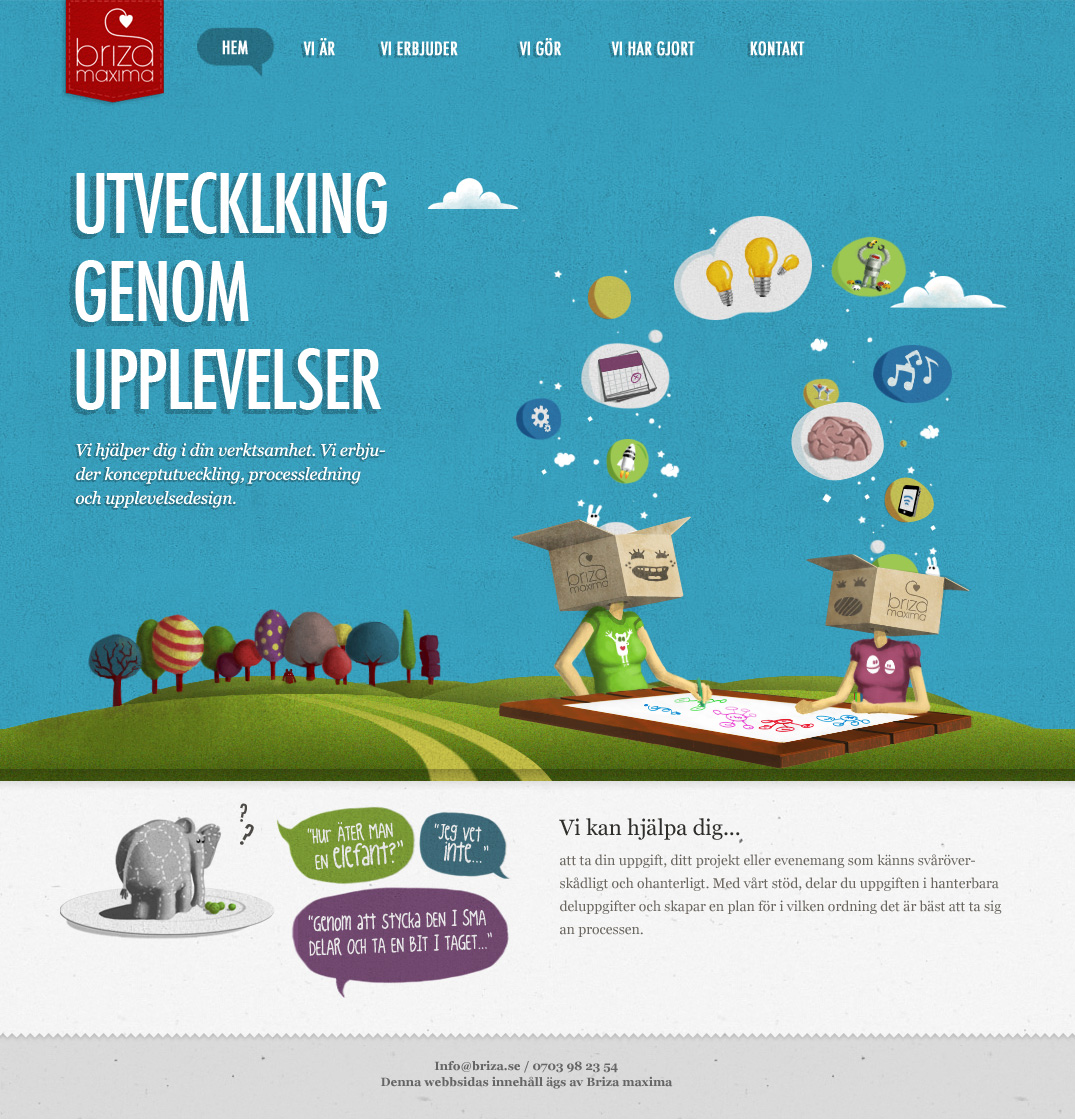 briza
maxima
HEM
VI ÄR
VI ERBJUDER
VI GÖR
VI HAR GJORT
KONTAKT
UTVECKLKING
GENOM
UPPLEVELSER
Vi hjälper dig i din verktsamhet. Vi erbju-
der konceptutveckling, processledning
och upplevelsedesign.
briza
maxima
briza
maxima
? ?
"Hur ÄTER MAN
EN elefant?"
"Jeg vet
inte..."
"Genom att stycka DEN I SMA
DELAR OCH TA EN BIT I TAGET..."
Vi kan hjälpa dig...
att ta din uppgift, ditt projekt eller evenemang som känns svåröver-
skådligt och ohanterligt. Med vårt stöd, delar du uppgiften i hanterbara
deluppgifter och skapar en plan för i vilken ordning det är bäst att ta sig
an processen.
Info@briza.se / 0703 98 23 54
Denna webbsidas innehåll ägs av Briza maxima